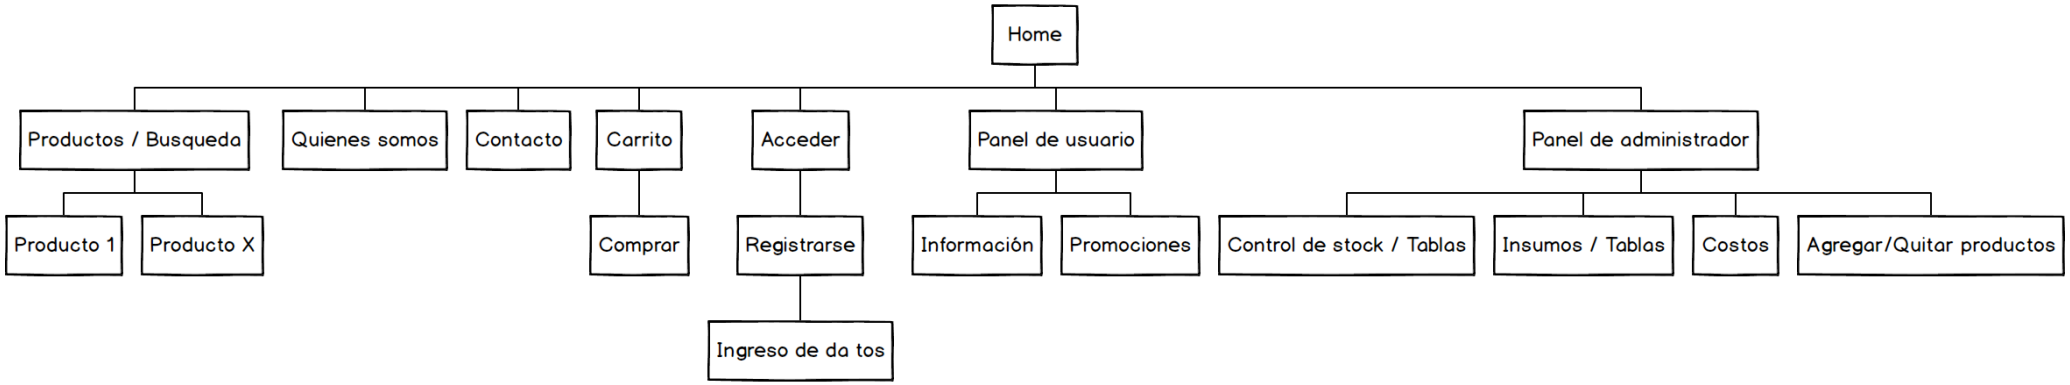 Home
Productos / Busqueda
Quienes somos
Contacto
Carrito
Acceder
Panel de usuario
Panel de administrador
Producto 1
Producto X
Comprar
Registrarse
Información
Promociones
Control de stock / Tablas
Insumos / Tablas
Costos
Agregar/Quitar productos
Ingreso de da tos